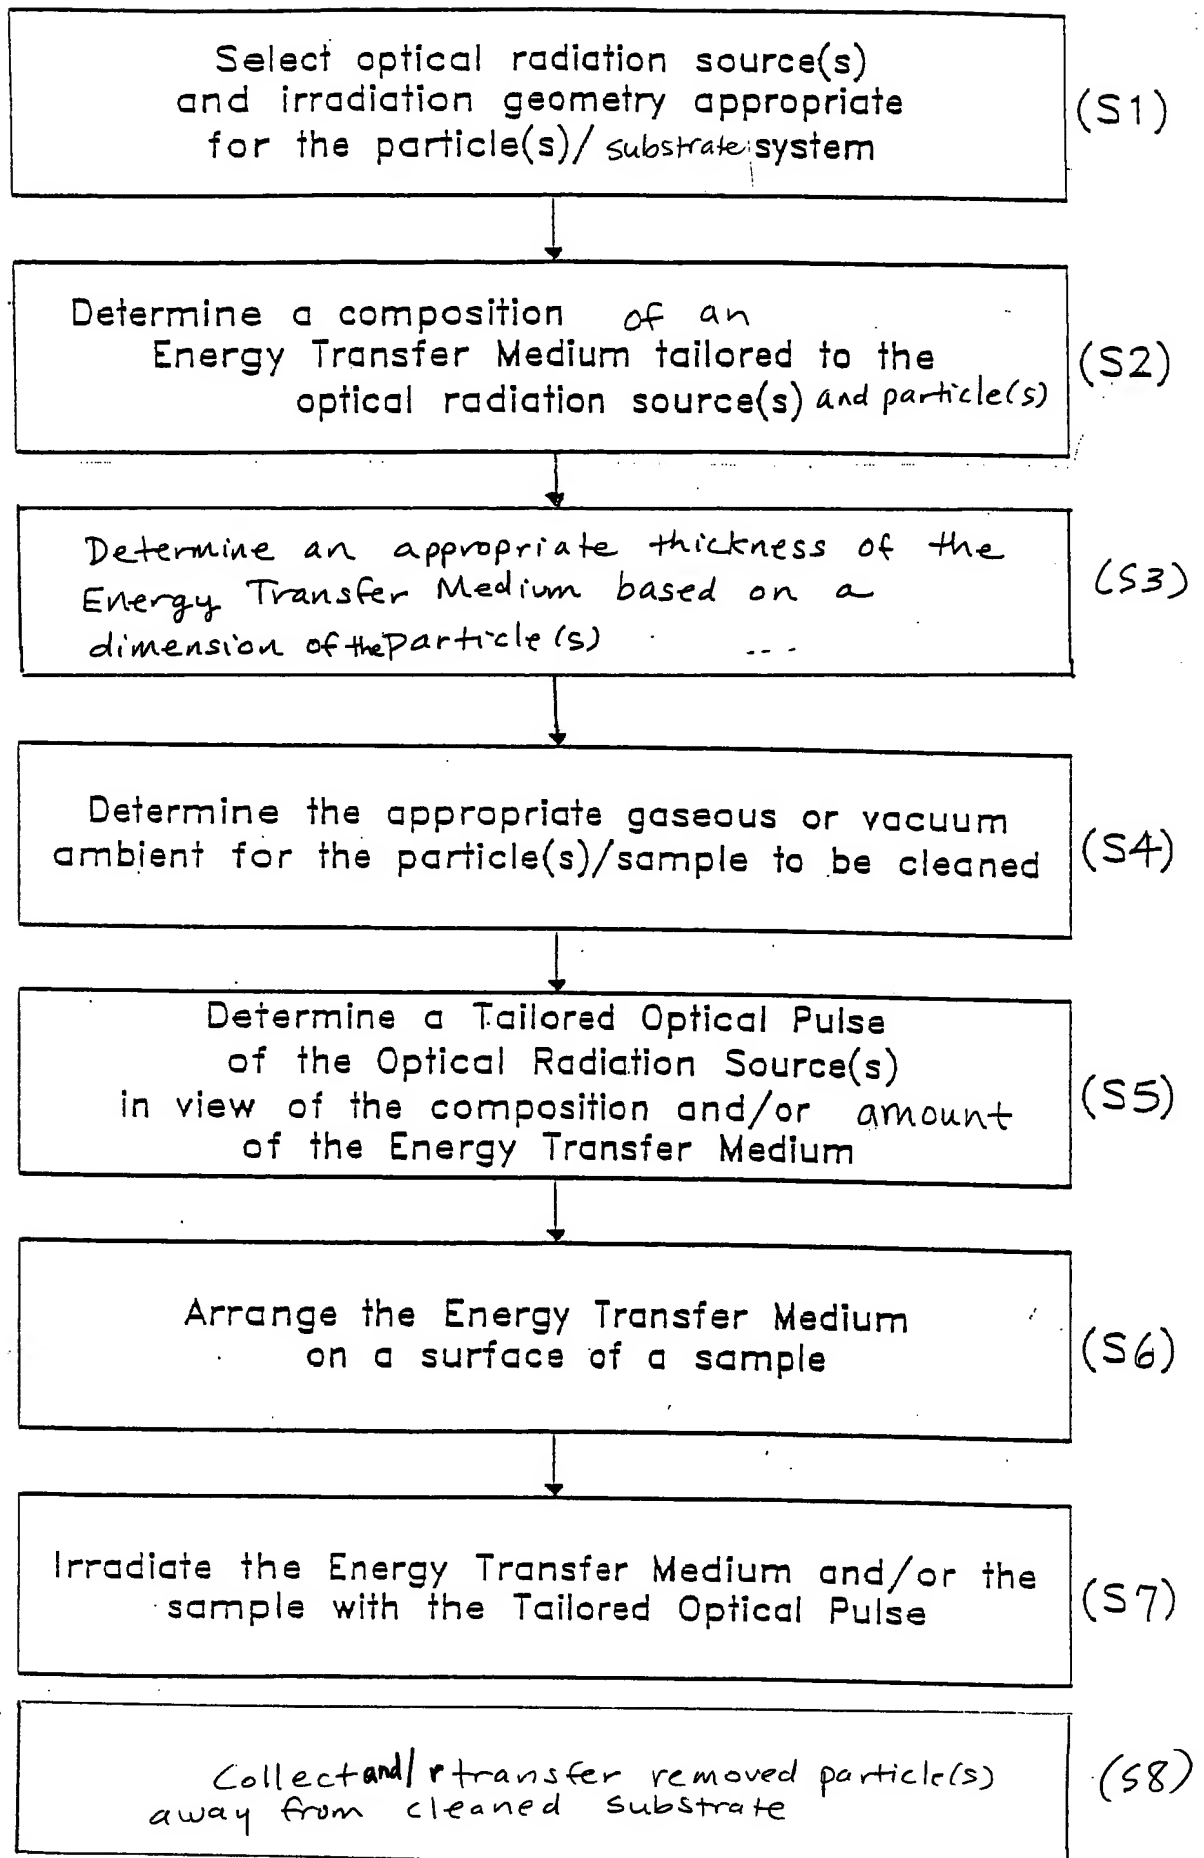 Select optical radiation source(s)
and irradiation geometry appropriate
for the particle(s)/ substrate system
(S1)
Determine a composition of an
Energy Transfer Medium tailored to the
optical radiation source(s) and particle(s)
(S2)
Determine an appropriate thickness of the
Energy Transfer Medium based on a
dimension of the particle(s)
(S3)
Determine the appropriate gaseous or vacuum
ambient for the particle(s)/sample to be cleaned
(S4)
Determine a Tailored Optical Pulse
of the Optical Radiation Source(s)
in view of the composition and/or amount
of the Energy Transfer Medium
(S5)
Arrange the Energy Transfer Medium
on a surface of a sample
(S6)
Irradiate the Energy Transfer Medium and/or the
sample with the Tailored Optical Pulse
(S7)
Collect and/r transfer removed particle(s)
away from cleaned substrate
(S8)